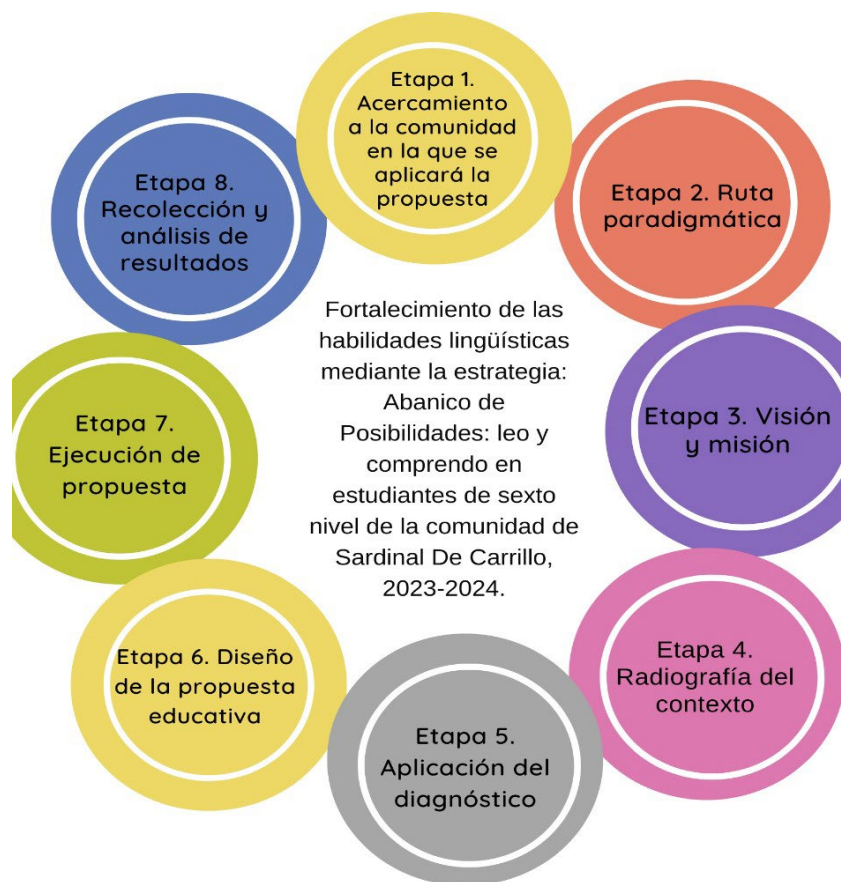 Etapa 1.
Acercamiento
a la comunidad
en la que se
aplicará la
propuesta
Etapa 2. Ruta
paradigmática
Etapa 3. Visión
y misión
Etapa 4.
Radiografía del
contexto
Etapa 5.
Aplicación del
diagnóstico
Etapa 6. Diseño
de la propuesta
educativa
Etapa 7.
Ejecución de
propuesta
Etapa 8.
Recolección y
análisis de
resultados
Fortalecimiento de las
habilidades lingüísticas
mediante la estrategia:
Abanico de
Posibilidades: leo y
comprendo en
estudiantes de sexto
nivel de la comunidad de
Sardinal De Carrillo,
2023-2024.